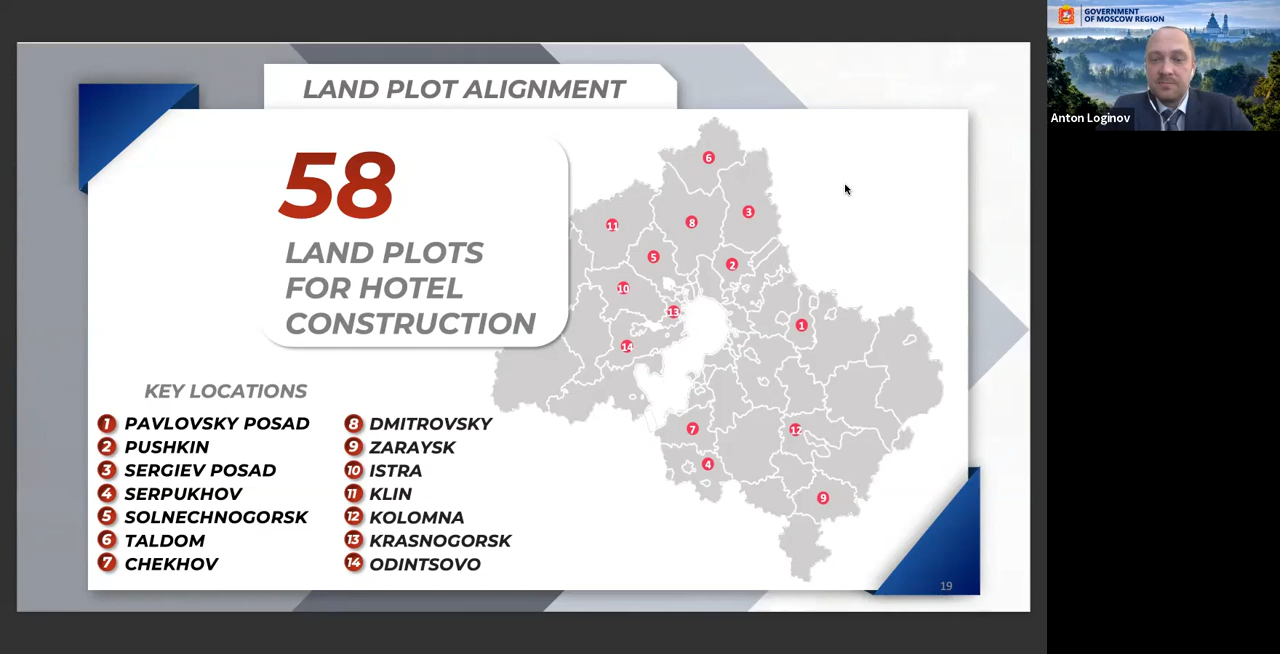 LAND PLOT ALIGNMENT
58
LAND PLOTS
FOR HOTEL
CONSTRUCTION
KEY LOCATIONS
1 PAVLOVSKY POSAD
2 PUSHKIN
3 SERGIEV POSAD
4 SERPUKHOV
5 SOLNECHNOGORSK
6 TALDOM
7 CHEKHOV
8 DMITROVSKY
9 ZARAYSK
10 ISTRA
11 KLIN
12 KOLOMNA
13 KRASNOGORSK
14 ODINTSOVO
6
3
8
11
5
2
10
13
1
14
7
12
4
9
19
GOVERNMENT
OF MOSCOW REGION
Anton Loginov